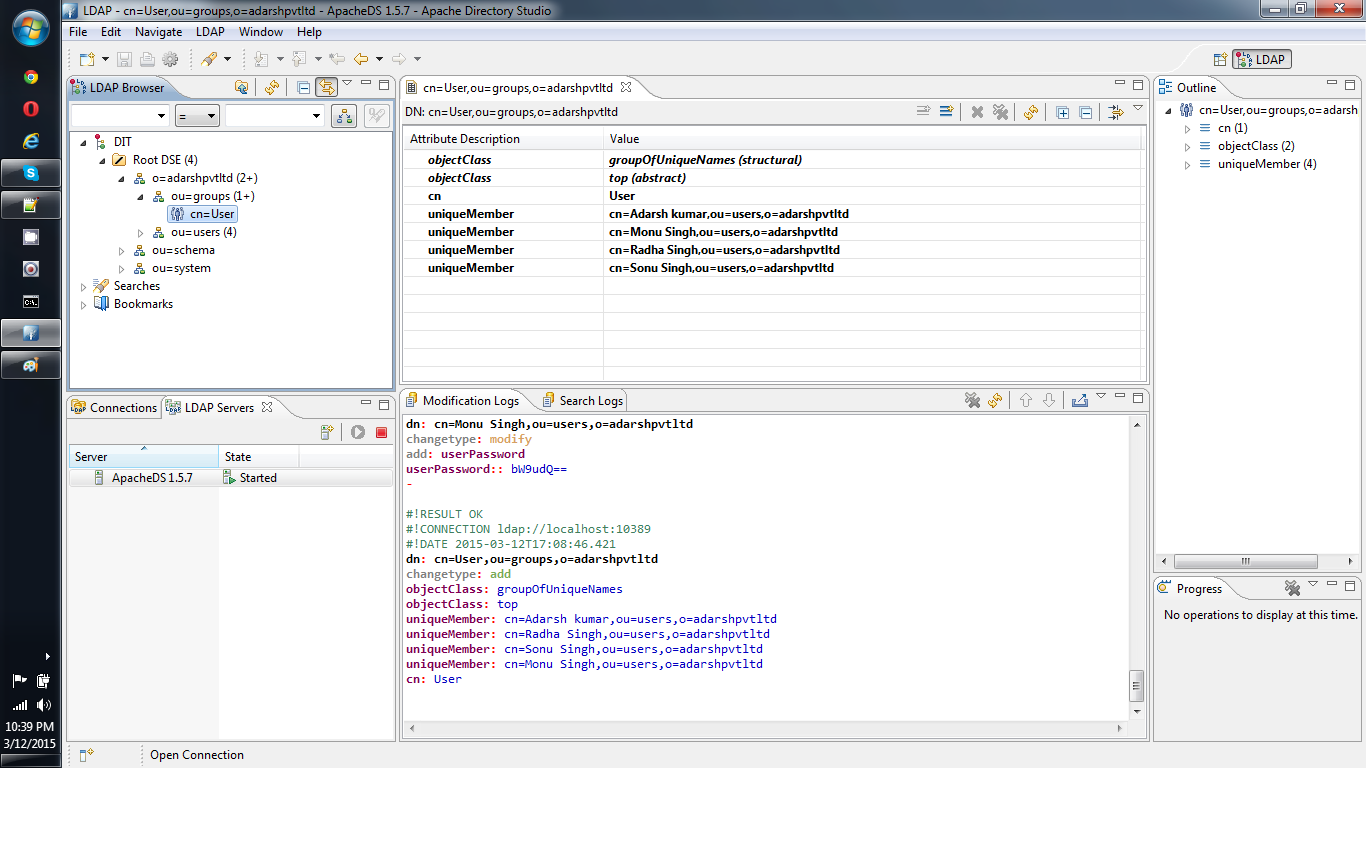 LDAP - cn=User,ou=groups,o=adarshpvtltd - ApacheDS 1.5.7 - Apache Directory Studio
File Edit Navigate LDAP Window Help
LDAP
LDAP Browser
=
DIT
Root DSE (4)
o=adarshpvtltd (2+)
ou=groups (1+)
cn=User
ou=users (4)
ou=schema
ou=system
Searches
Bookmarks
cn=User,ou=groups,o=adarshpvtltd
DN: cn=User,ou=groups,o=adarshpvtltd
Attribute Description Value
objectClass groupOfUniqueNames (structural)
objectClass top (abstract)
cn User
uniqueMember cn=Adarsh kumar,ou=users,o=adarshpvtltd
uniqueMember cn=Monu Singh,ou=users,o=adarshpvtltd
uniqueMember cn=Radha Singh,ou=users,o=adarshpvtltd
uniqueMember cn=Sonu Singh,ou=users,o=adarshpvtltd
Outline
cn=User,ou=groups,o=adarsh
cn (1)
objectClass (2)
uniqueMember (4)
Connections LDAP Servers
Server State
ApacheDS 1.5.7 Started
Modification Logs Search Logs
dn: cn=Monu Singh,ou=users,o=adarshpvtltd
changetype: modify
add: userPassword
userPassword:: bW9udQ==
-
#!RESULT OK
#!CONNECTION ldap://localhost:10389
#!DATE 2015-03-12T17:08:46.421
dn: cn=User,ou=groups,o=adarshpvtltd
changetype: add
objectClass: groupOfUniqueNames
objectClass: top
uniqueMember: cn=Adarsh kumar,ou=users,o=adarshpvtltd
uniqueMember: cn=Radha Singh,ou=users,o=adarshpvtltd
uniqueMember: cn=Sonu Singh,ou=users,o=adarshpvtltd
uniqueMember: cn=Monu Singh,ou=users,o=adarshpvtltd
cn: User
Progress
No operations to display at this time.
Open Connection
10:39 PM
3/12/2015